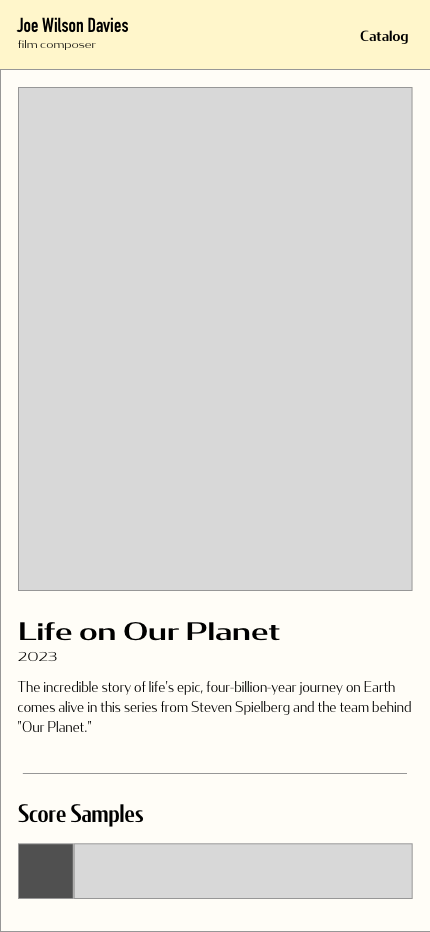 Joe Wilson Davies
film composer
Catalog
Life on Our Planet
2023
The incredible story of life's epic, four-billion-year journey on Earth
comes alive in this series from Steven Spielberg and the team behind
"Our Planet."
Score Samples